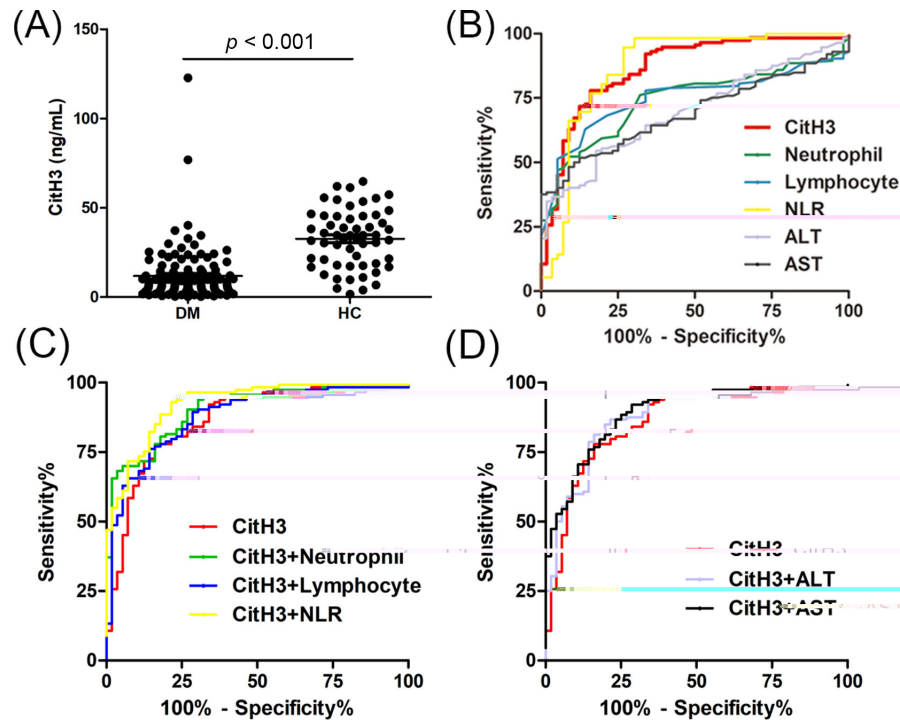 (A)
150
100
50
0
CitH3 (ng/mL)
p < 0.001
DM
HC
(B)
100
75
50
25
0
Sensitivity%
CitH3
Neutrophil
Lymphocyte
NLR
ALT
AST
0
25
50
75
100
100% - Specificity%
(C)
100
75
50
25
0
Sensitivity%
CitH3
CitH3+Neutrophil
CitH3+Lymphocyte
CitH3+NLR
0
25
50
75
100
100% - Specificity%
(D)
100
75
50
25
0
Sensitivity%
CitH3
CitH3+ALT
CitH3+AST
0
25
50
75
100
100% - Specificity%